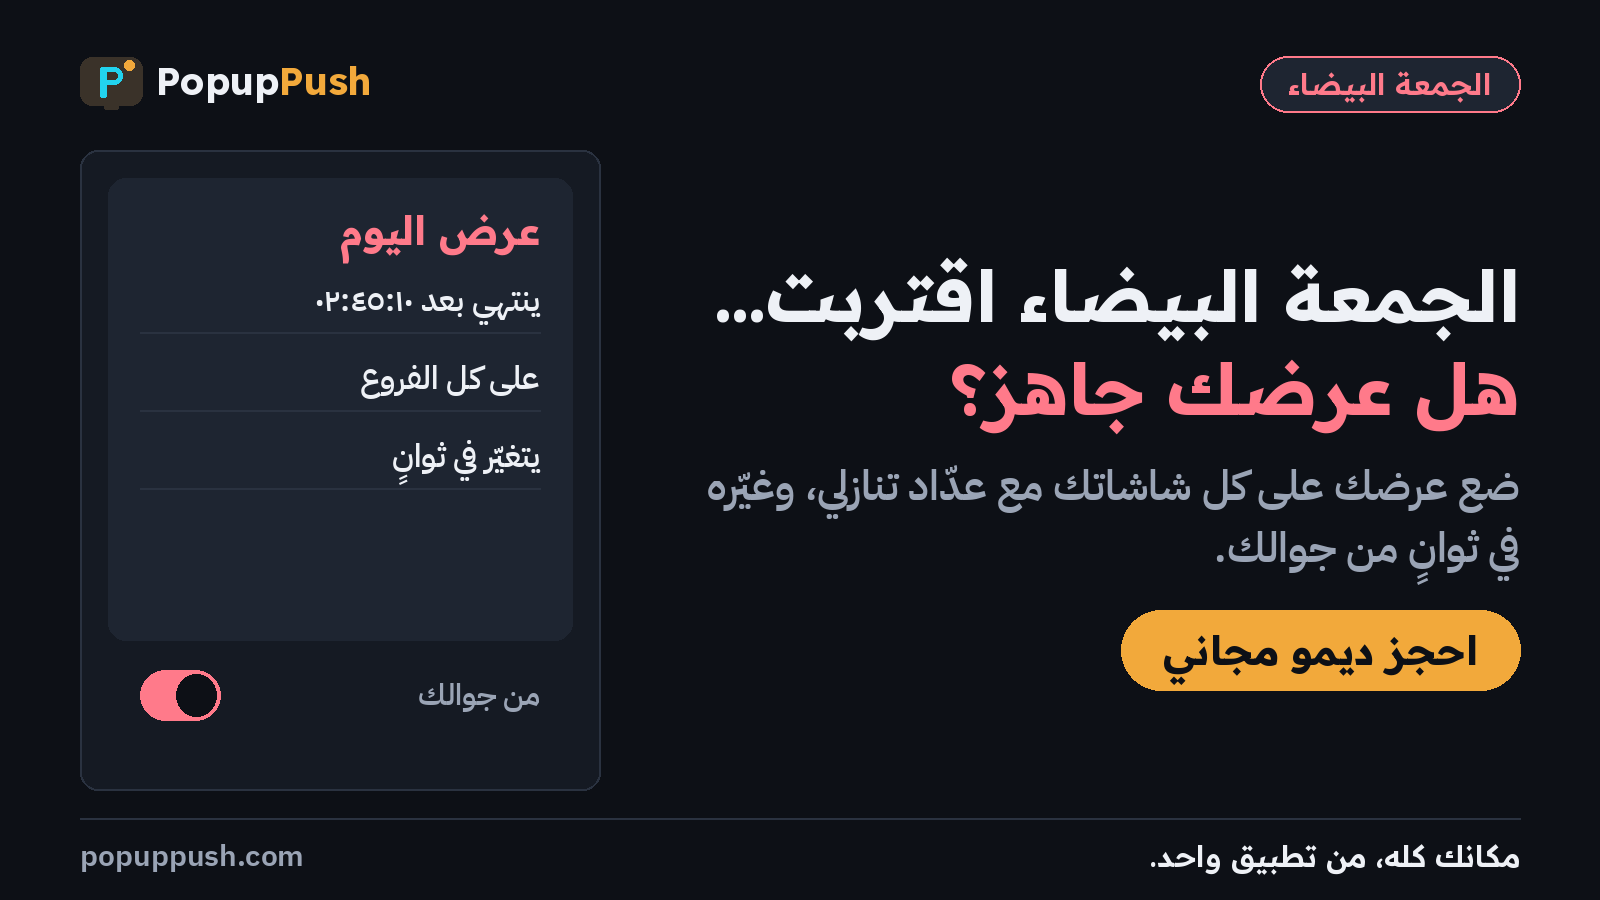 PopupPush
الجمعة البيضاء
الجمعة البيضاء اقتربت...
هل عرضك جاهز؟
ضع عرضك على كل شاشاتك مع عدّاد تنازلي، وغيّره
في ثوانٍ من جوالك.
احجز ديمو مجاني
عرض اليوم
ينتهي بعد ٠٢:٤٥:١٠
على كل الفروع
يتغيّر في ثوانٍ
من جوالك
مكانك كله، من تطبيق واحد.
popuppush.com